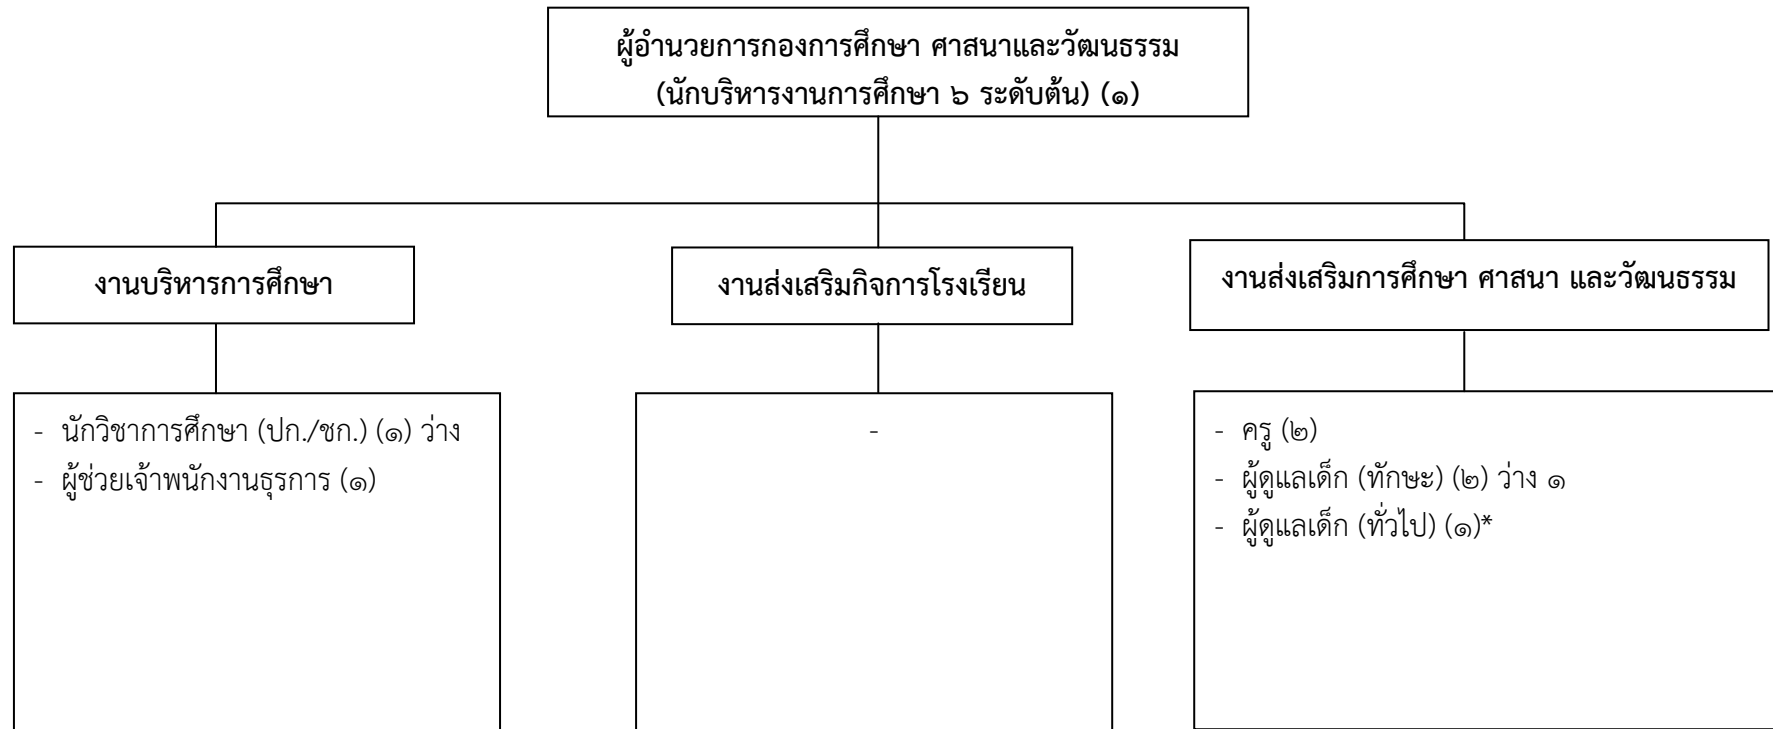 ผู้อำนวยการกองการศึกษา ศาสนาและวัฒนธรรม
(นักบริหารงานการศึกษา ๖ ระดับต้น) (๑)
งานบริหารการศึกษา
งานส่งเสริมกิจการโรงเรียน
งานส่งเสริมการศึกษา ศาสนา และวัฒนธรรม
- นักวิชาการศึกษา (ปก./ชก.) (๑) ว่าง
- ผู้ช่วยเจ้าพนักงานธุรการ (๑)
-
- ครู (๒)
- ผู้ดูแลเด็ก (ทักษะ) (๒) ว่าง ๑
- ผู้ดูแลเด็ก (ทั่วไป) (๑)*